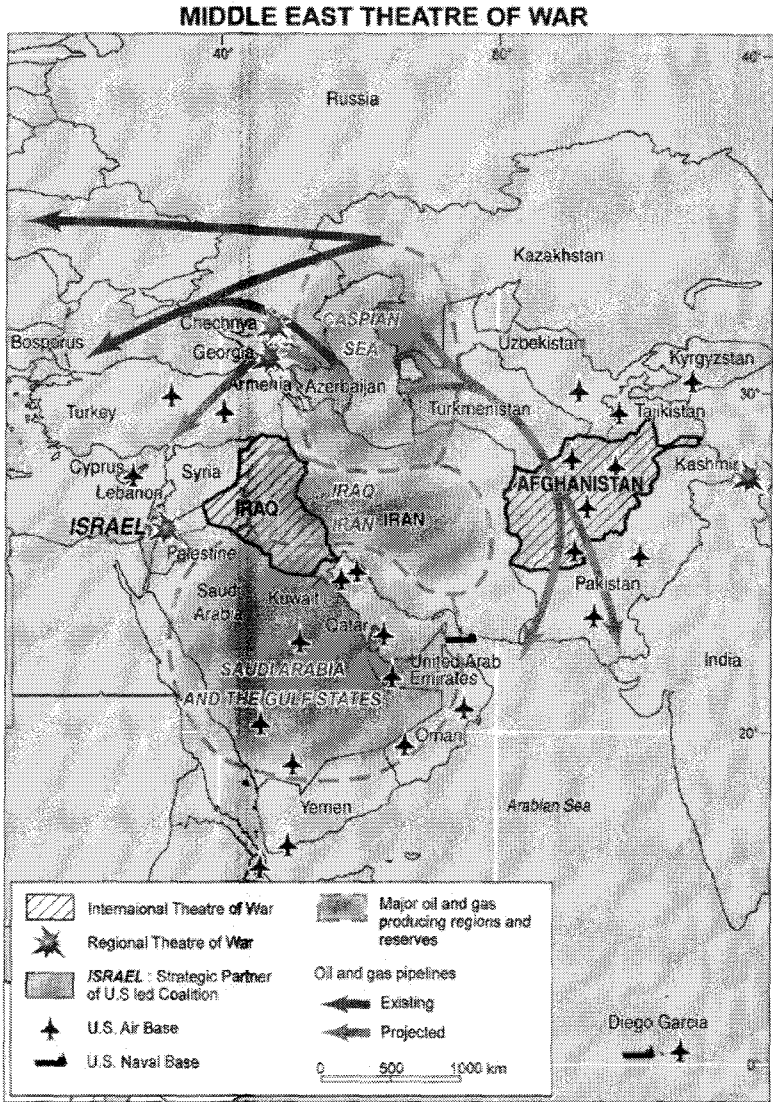 MIDDLE EAST THEATRE OF WAR
40°
60°
40°
Russia
Kazakhstan
Chechnya
CASPIAN
SEA
Bosporus
Georgia
Uzbekistan
Kyrgyzstan
Armenia
Azerbaijan
30°
Turkey
Turkmenistan
Tajikistan
Cyprus
Syria
Kashmir
Lebanon
IRAQ
AFGHANISTAN
IRAQ
ISRAEL
IRAN
IRAN
Palestine
Saudi
Arabia
Kuwait
Pakistan
Qatar
India
SAUDI ARABIA
AND THE GULF STATES
United Arab
Emirates
Oman
20°
Yemen
Arabian Sea
Internaional Theatre of War
Regional Theatre of War
ISRAEL : Strategic Partner
of U.S led Coalition
U.S. Air Base
U.S. Naval Base
Major oil and gas
producing regions and
reserves
Oil and gas pipelines
Existing
Projected
0 500 1000 km
Diego Garcia
0°